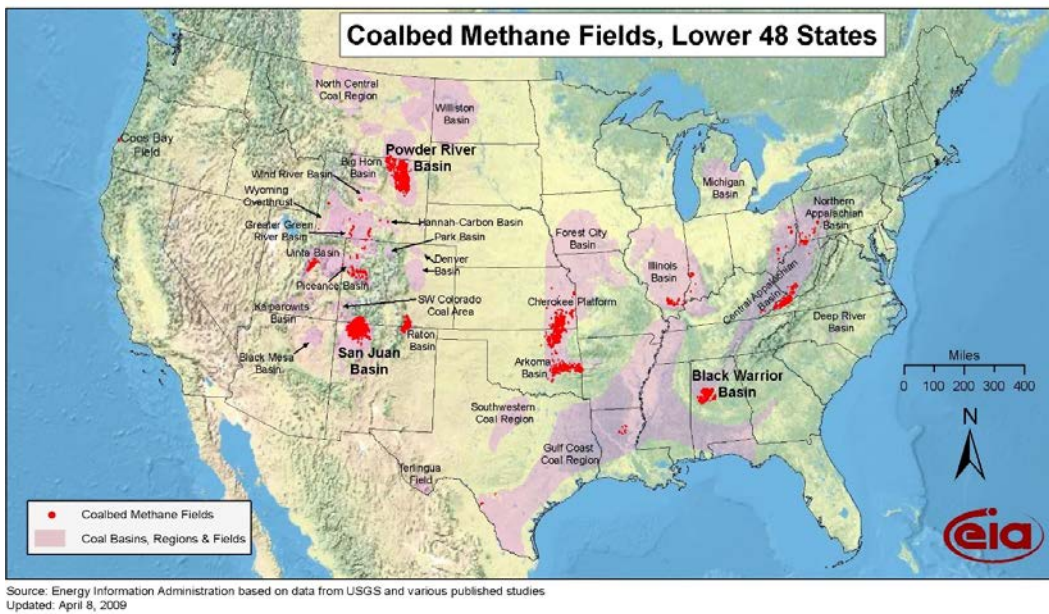 Coalbed Methane Fields, Lower 48 States
North Central
Coal Region
Williston
Basin
Coos Bay
Field
Powder River
Basin
Big Horn
Basin
Wind River Basin
Wyoming
Overthrust
Michigan
Basin
Northern
Appalachian
Basin
Greater Green
River Basin
Hannah-Carbon Basin
Park Basin
Forest City
Basin
Uinta Basin
Denver
Basin
Illinois
Basin
Piceance Basin
Central Appalachian
Basin
Cherokee Platform
SW Colorado
Coal Area
Kaiparowits
Basin
Deep River
Basin
Raton
Basin
San Juan
Basin
Black Mesa
Basin
Arkoma
Basin
Black Warrior
Basin
Miles
0 100 200 300 400
Southwestern
Coal Region
N
Gulf Coast
Coal Region
Terlingua
Field
Coalbed Methane Fields
Coal Basins, Regions & Fields
eia
Source: Energy Information Administration based on data from USGS and various published studies
Updated: April 8, 2009